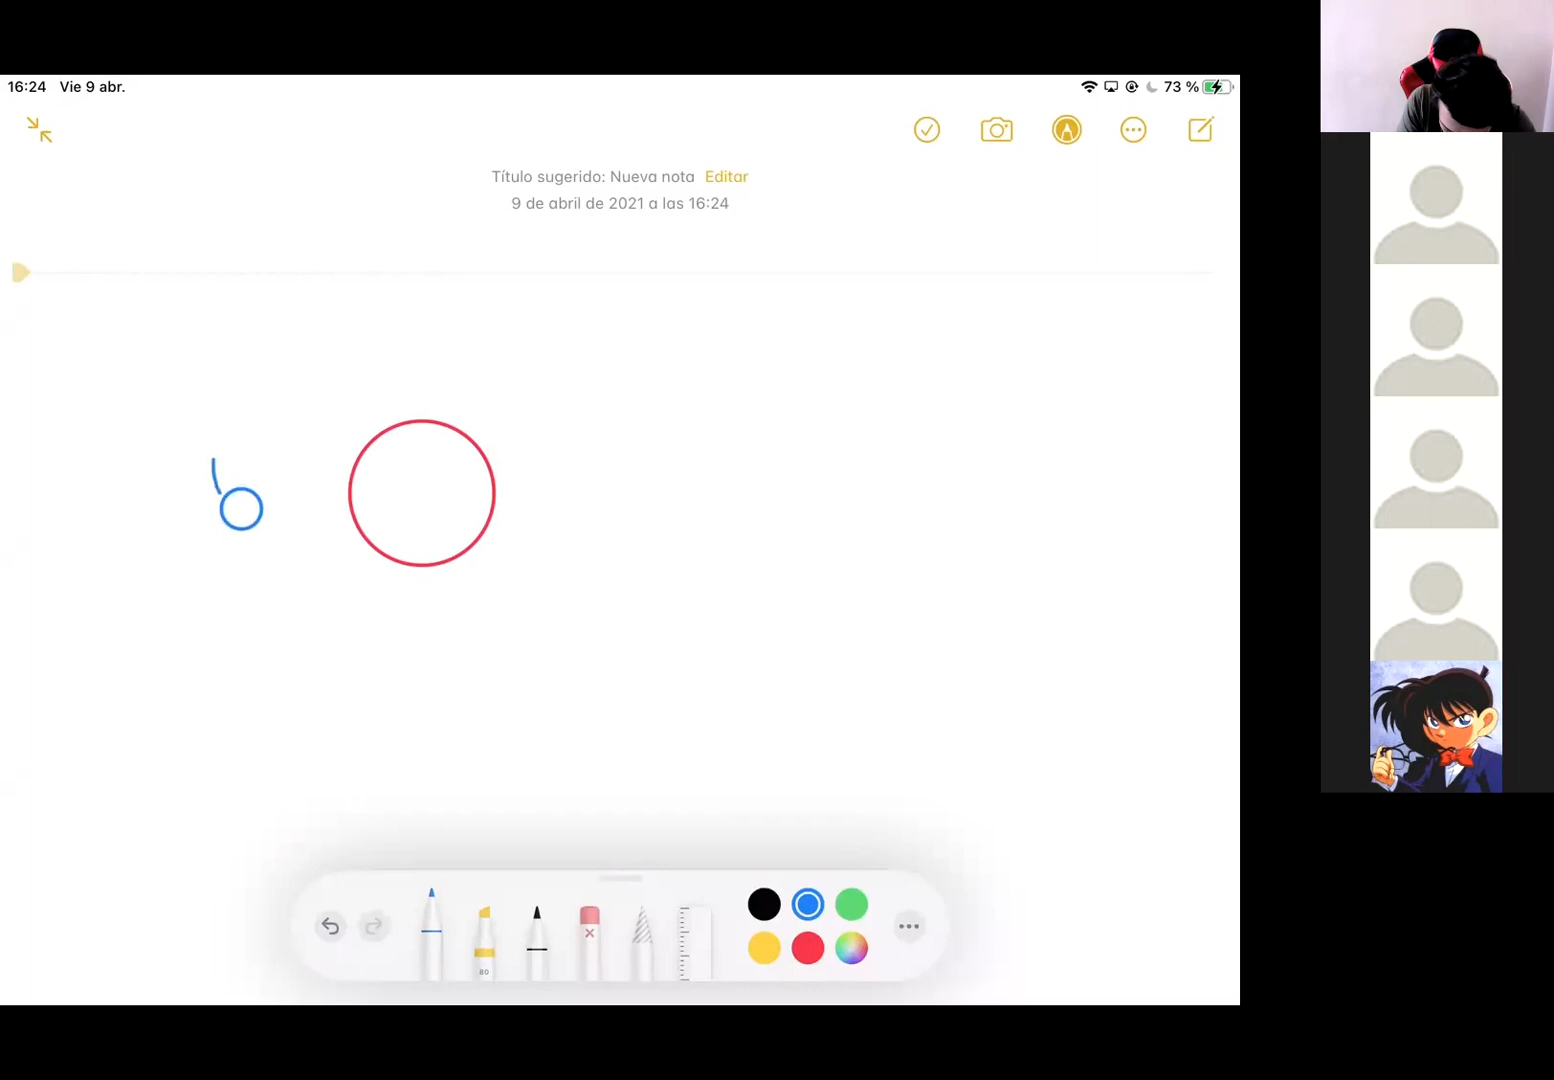 16:24 Vie 9 abr. 73 %
Título sugerido: Nueva nota Editar
9 de abril de 2021 a las 16:24
80